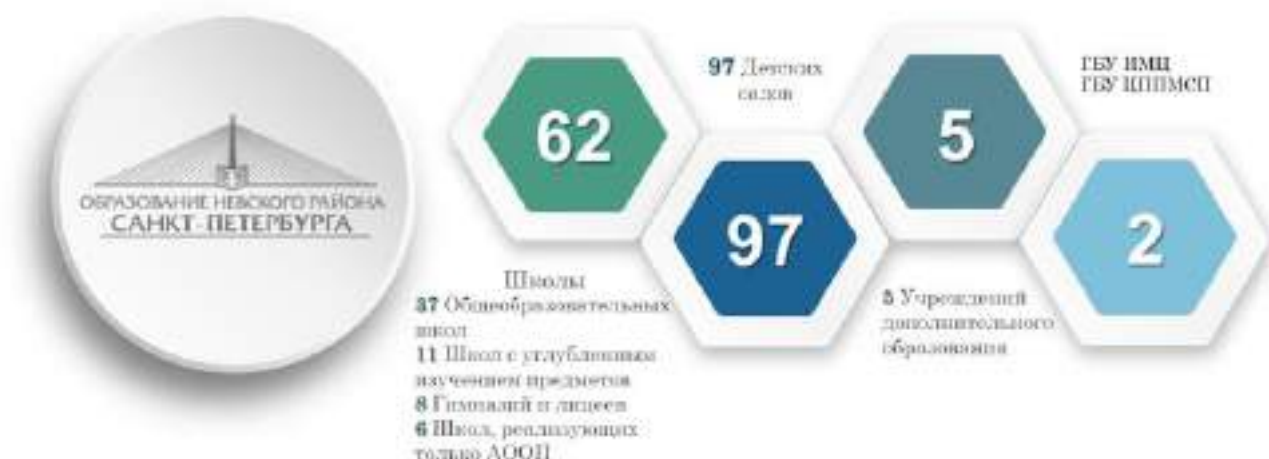 ОБРАЗОВАНИЕ НЕВСКОГО РАЙОНА
САНКТ-ПЕТЕРБУРГА
62
Школы
37 Общеобразовательных
школ
11 Школ с углубленным
изучением предметов
8 Гимназий и лицеев
6 Школ, реализующих
только АООП
97 Детских
садов
97
5
5 Учреждений
дополнительного
образования
ГБУ ИМЦ
ГБУ ЦППМСП
2